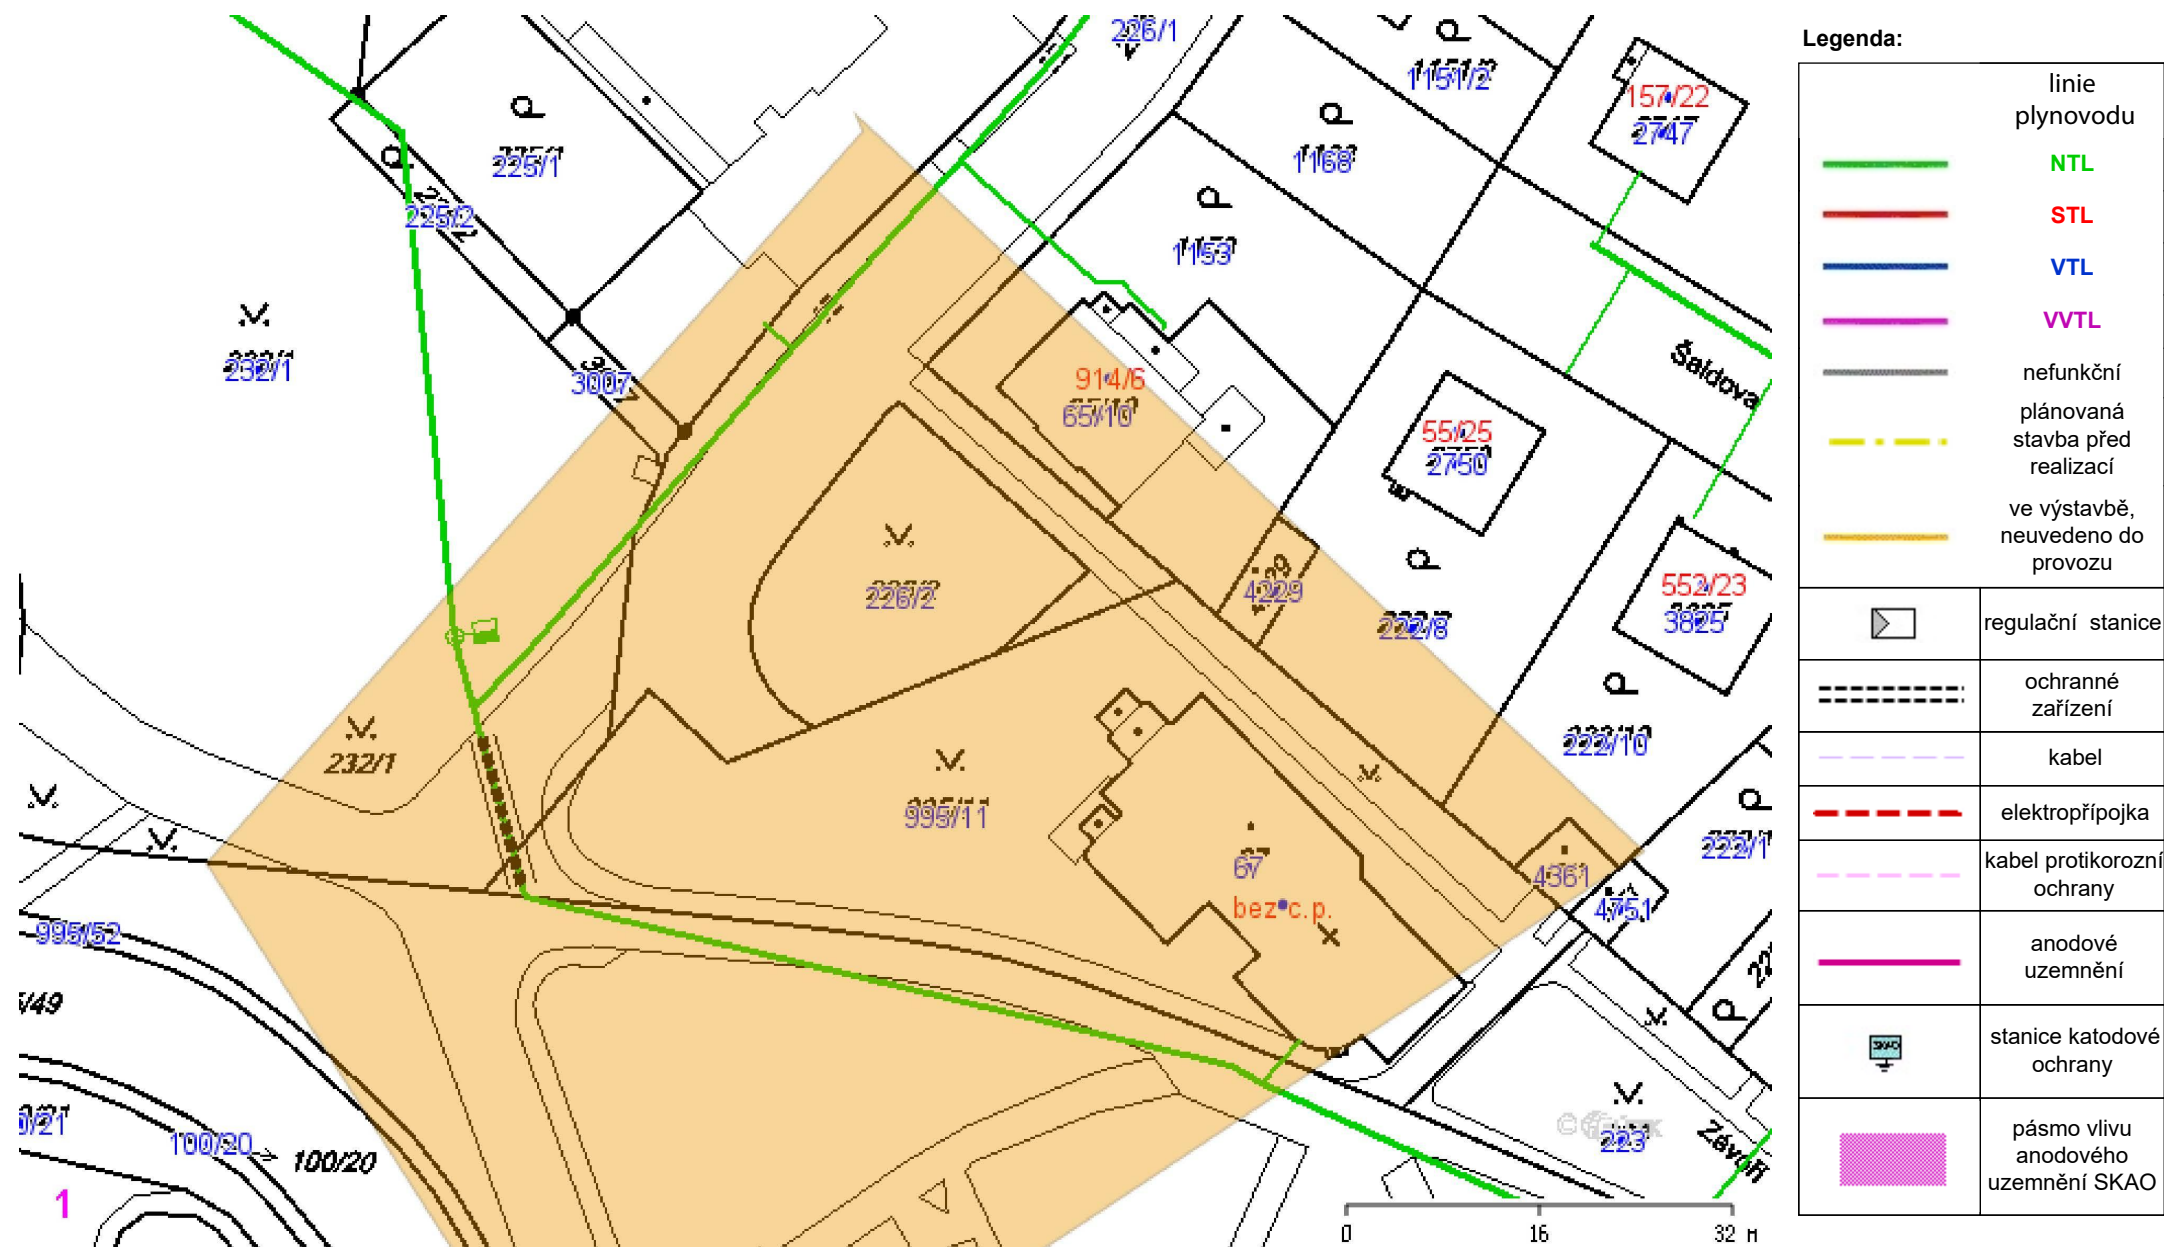 226/1
1151/2
157/22
2747
225/1
1168
225/2
1153
232/1
3007
Šaldova
914/6
65/10
55/25
2750
226/2
4229
222/8
552/23
3825
232/1
222/10
995/11
222/1
67
4361
bez č.p.
4751
995/52
/49
100/20
100/20
223
1
0
16
32 м
Legenda:
linie
plynovodu
NTL
STL
VTL
VVTL
nefunkční
plánovaná
stavba před
realizací
ve výstavbě,
neuvedeno do
provozu
regulační stanice
ochranné
zařízení
kabel
elektropřípojka
kabel protikorozní
ochrany
anodové
uzemnění
SKAO
stanice katodové
ochrany
pásmo vlivu
anodového
uzemnění SKAO